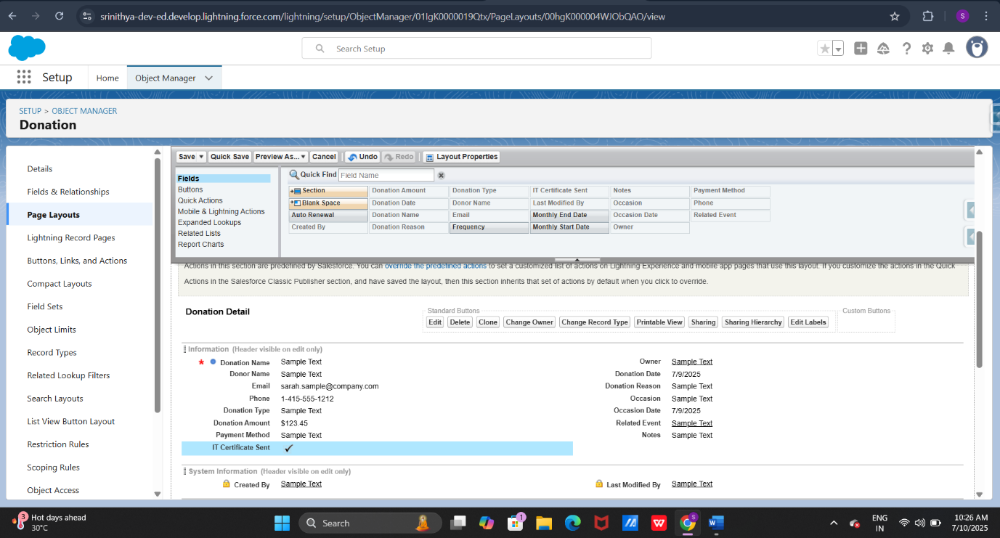 srinithya-dev-ed.develop.lightning.force.com/lightning/setup/ObjectManager/01IgK0000019Qtx/PageLayouts/00hgK000004WJObQAO/view
S
Search Setup
Setup
Home
Object Manager
SETUP > OBJECT MANAGER
Donation
Details
Fields & Relationships
Page Layouts
Lightning Record Pages
Buttons, Links, and Actions
Compact Layouts
Field Sets
Object Limits
Record Types
Related Lookup Filters
Search Layouts
List View Button Layout
Restriction Rules
Scoping Rules
Object Access
Save Quick Save Preview As... Cancel Undo Redo Layout Properties
Fields
Buttons
Quick Actions
Mobile & Lightning Actions
Expanded Lookups
Related Lists
Report Charts
Quick Find Field Name
Section Donation Amount Donation Type IT Certificate Sent Notes Payment Method
Blank Space Donation Date Donor Name Last Modified By Occasion Phone
Auto Renewal Donation Name Email Monthly End Date Occasion Date Related Event
Created By Donation Reason Frequency Monthly Start Date Owner
Actions in this section are predefined by Salesforce. You can override the predefined actions to set a customized list of actions on Lightning Experience and mobile app pages that use this layout. If you customize the actions in the Quick
Actions in the Salesforce Classic Publisher section, and have saved the layout, then this section inherits that set of actions by default when you click to override.
Donation Detail
Standard Buttons
Edit Delete Clone Change Owner Change Record Type Printable View Sharing Sharing Hierarchy Edit Labels
Custom Buttons
Information (Header visible on edit only)
* Donation Name Sample Text Owner Sample Text
Donor Name Sample Text Donation Date 7/9/2025
Email sarah.sample@company.com Donation Reason Sample Text
Phone 1-415-555-1212 Occasion Sample Text
Donation Type Sample Text Occasion Date 7/9/2025
Donation Amount $123.45 Related Event Sample Text
Payment Method Sample Text Notes Sample Text
IT Certificate Sent ✓
System Information (Header visible on edit only)
Created By Sample Text Last Modified By Sample Text
3 Hot days ahead
30°C
Search
1
S
ENG
IN
10:26 AM
7/10/2025